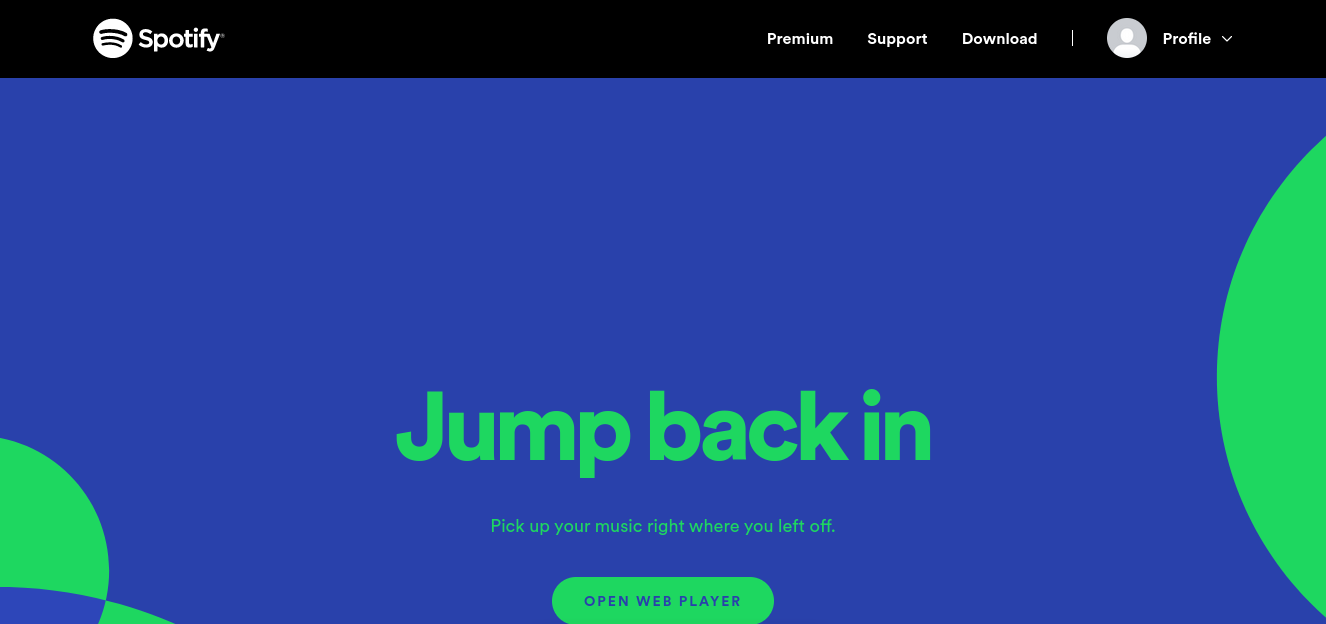 Spotify®
Premium Support Download Profile
Jump back in
Pick up your music right where you left off.
OPEN WEB PLAYER